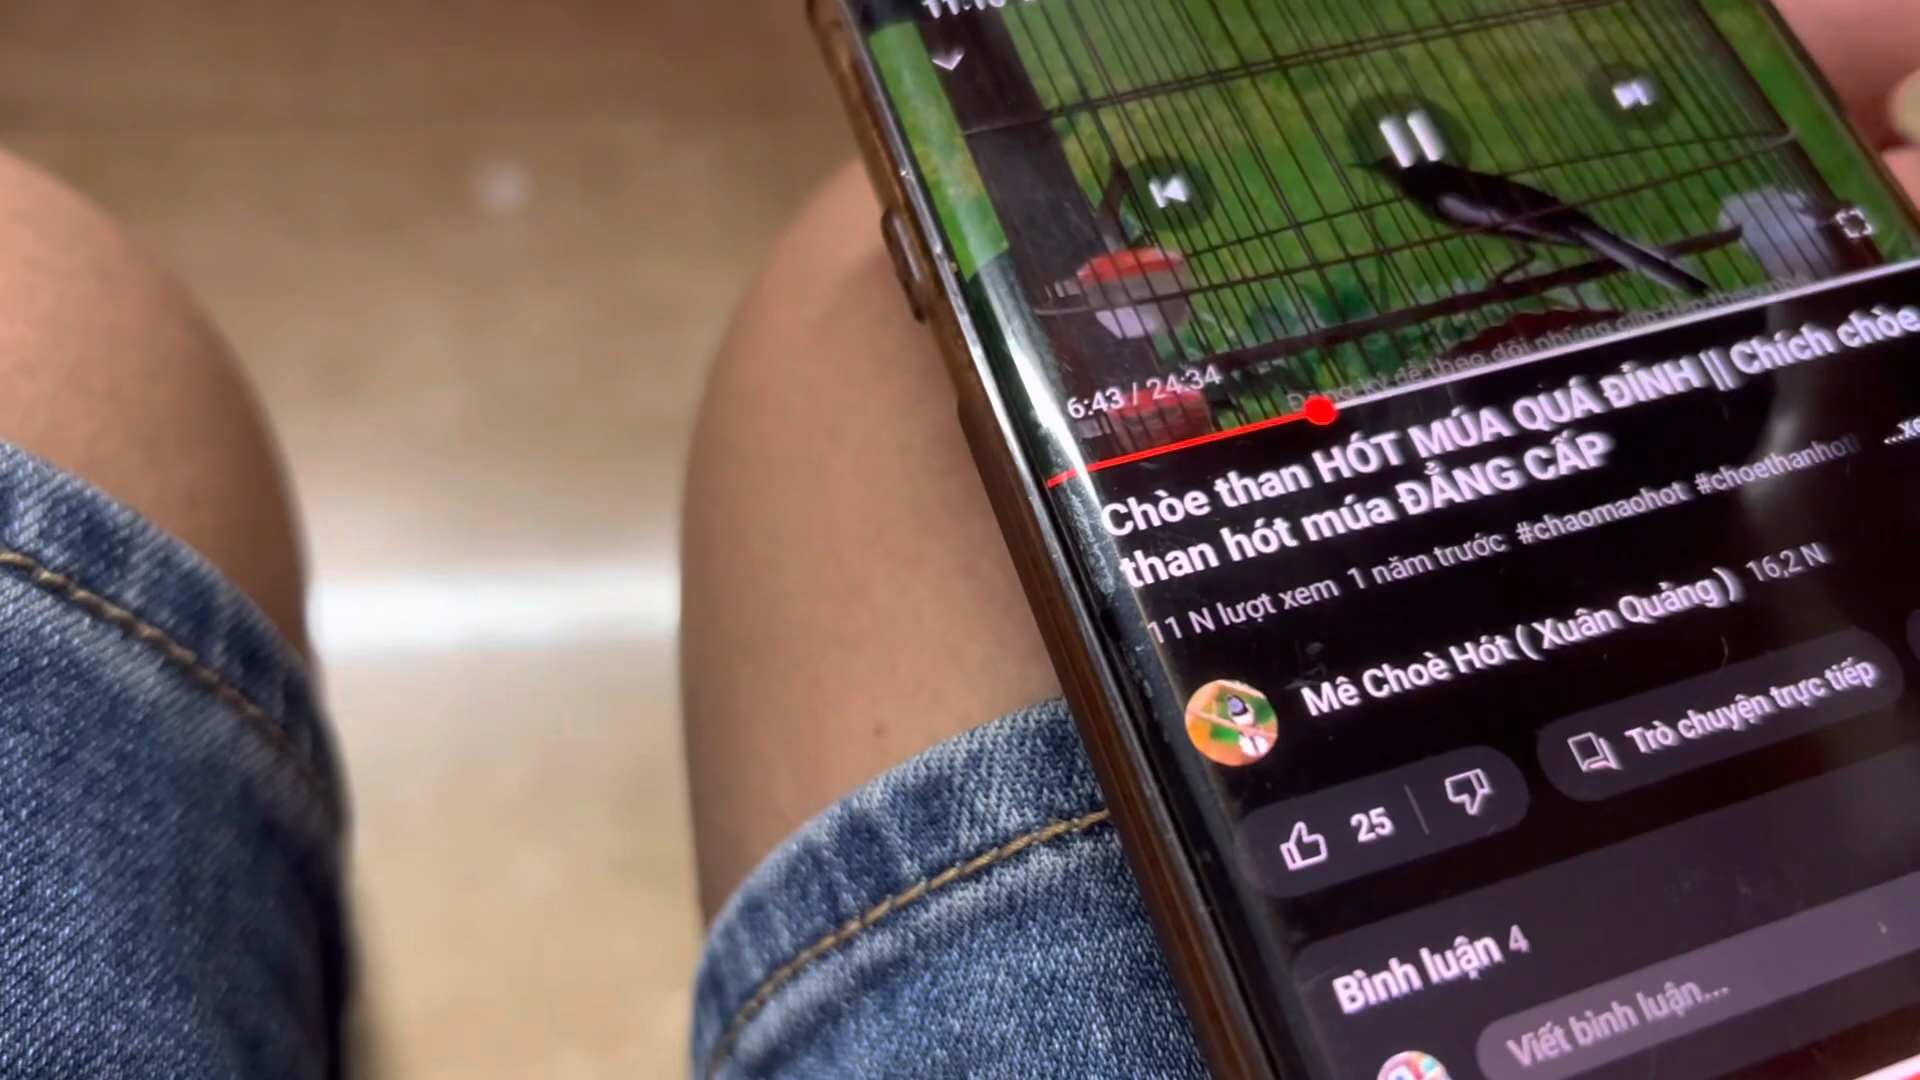 6:43 / 24:34
Chòe than HÓT MÚA QUÁ ĐỈNH || Chích chòe
than hót múa ĐẲNG CẤP
11 N lượt xem 1 năm trước #chaomaohot #choethanhot
Mê Choè Hót ( Xuân Quảng ) 16,2 N
25
Trò chuyện trực tiếp
Bình luận 4
Viết bình luận...